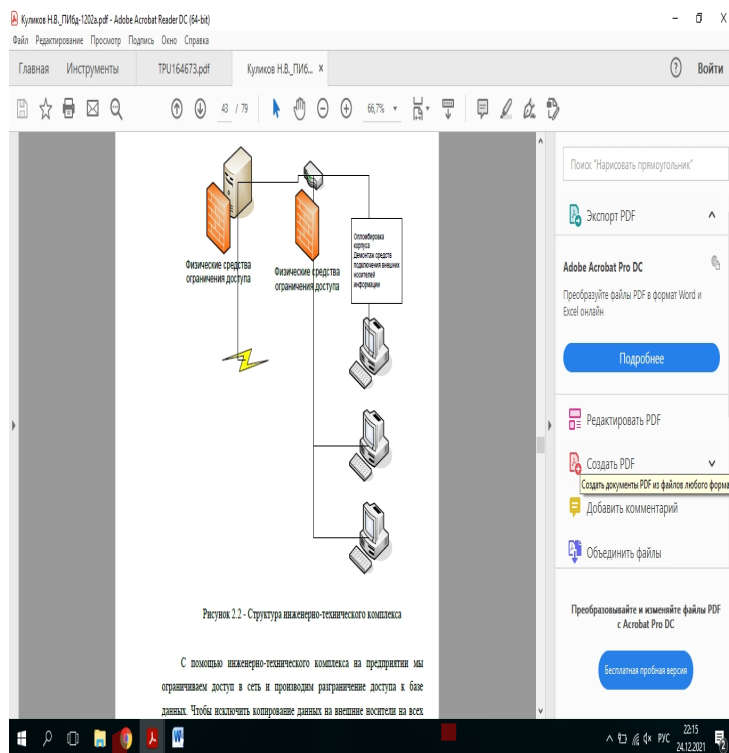 Куликов Н.В._ПИбд-1202a.pdf - Adobe Acrobat Reader DC (64-bit)
Файл Редактирование Просмотр Подпись Окно Справка
Главная Инструменты TPU164673.pdf Куликов Н.В._ПИб... × Войти
43 / 79 66,7%
Поиск "Нарисовать прямоугольник"
Экспорт PDF
Adobe Acrobat Pro DC
Преобразуйте файлы PDF в формат Word и
Excel онлайн
Подробнее
Редактировать PDF
Создать PDF
Создать документы PDF из файлов любого форма
Добавить комментарий
Объединить файлы
Преобразовывайте и изменяйте файлы PDF
с Acrobat Pro DC
Бесплатная пробная версия
Физические средства
ограничения доступа
Физические средства
ограничения доступа
Опломбировка
корпуса
Демонтаж средств
подключения внешних
носителей
информации
Рисунок 2.2 - Структура инженерно-технического комплекса
С помощью инженерно-технического комплекса на предприятии мы
ограничиваем доступ в сеть и производим разграничение доступа к базе
данных. Чтобы исключить копирование данных на внешние носители на всех
РУС
22:15
24.12.2021
2